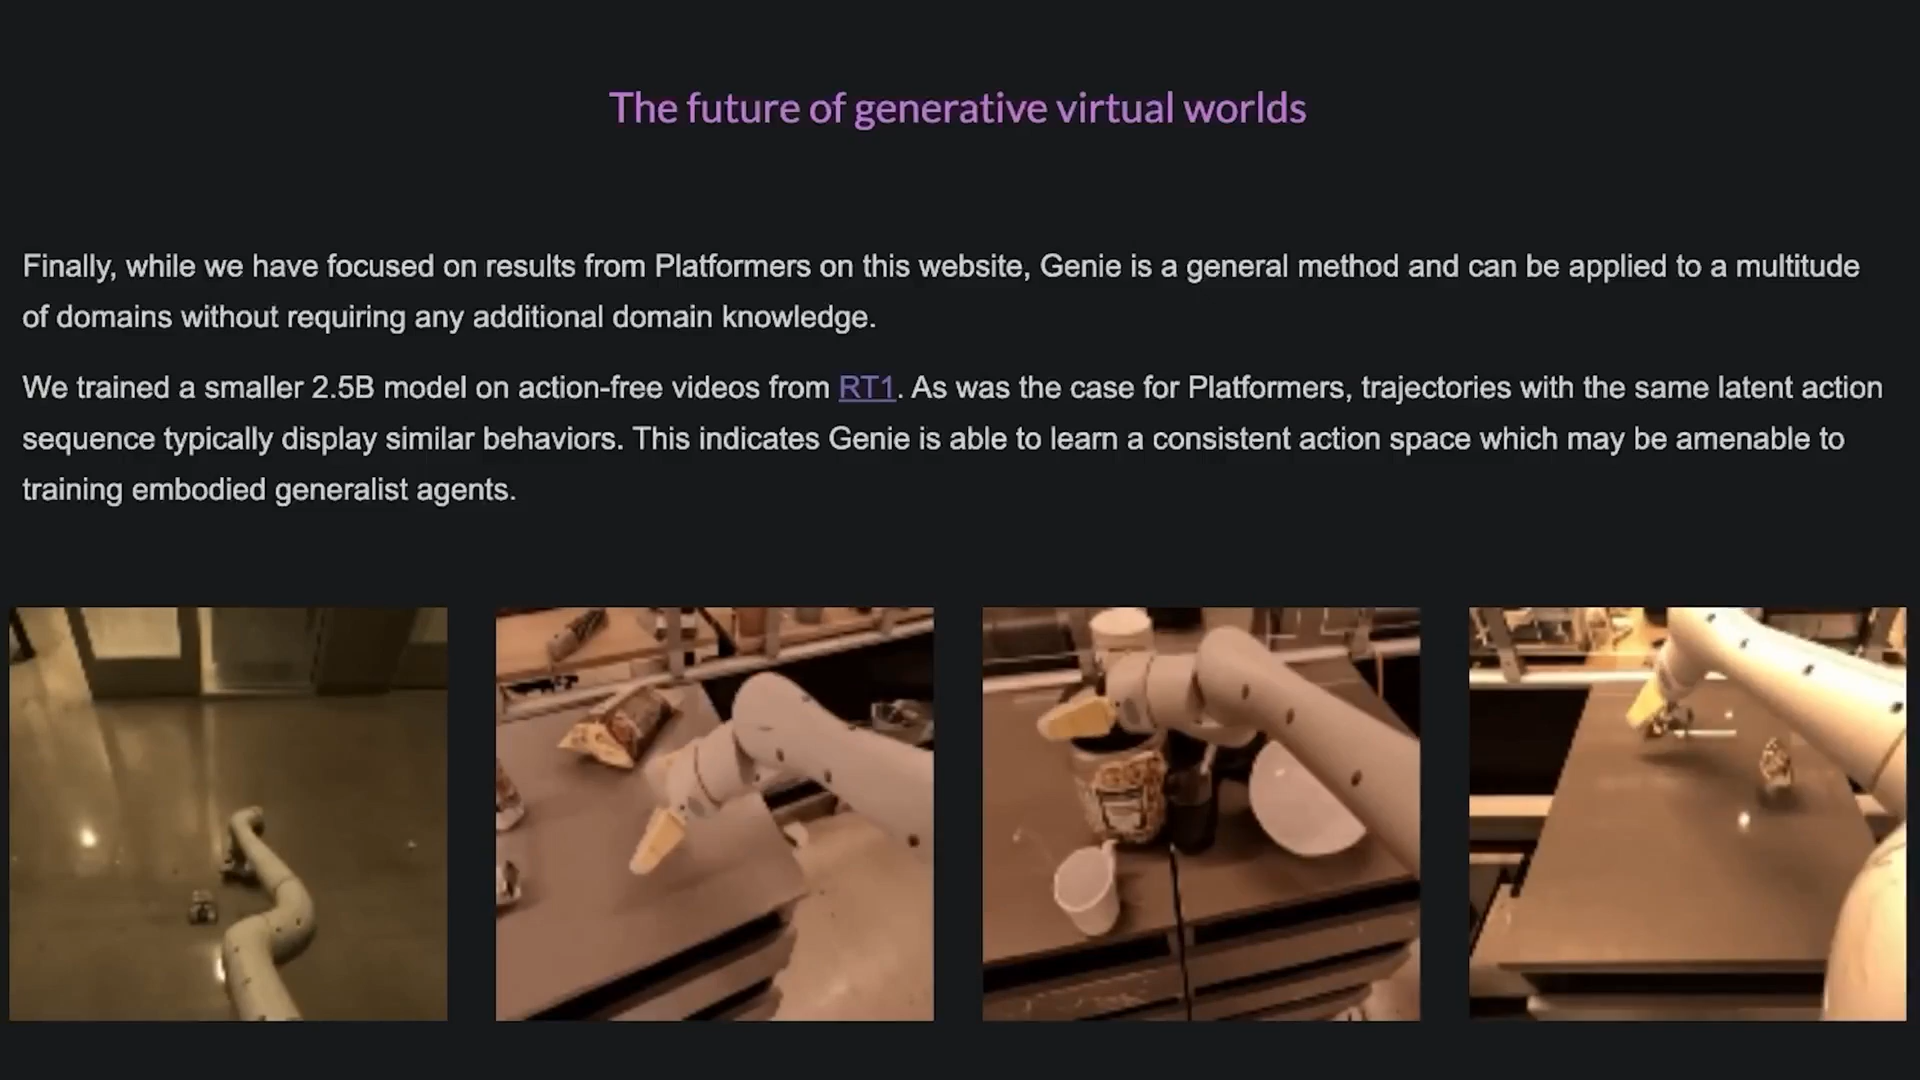 The future of generative virtual worlds
Finally, while we have focused on results from Platformers on this website, Genie is a general method and can be applied to a multitude
of domains without requiring any additional domain knowledge.
We trained a smaller 2.5B model on action-free videos from RT1. As was the case for Platformers, trajectories with the same latent action
sequence typically display similar behaviors. This indicates Genie is able to learn a consistent action space which may be amenable to
training embodied generalist agents.